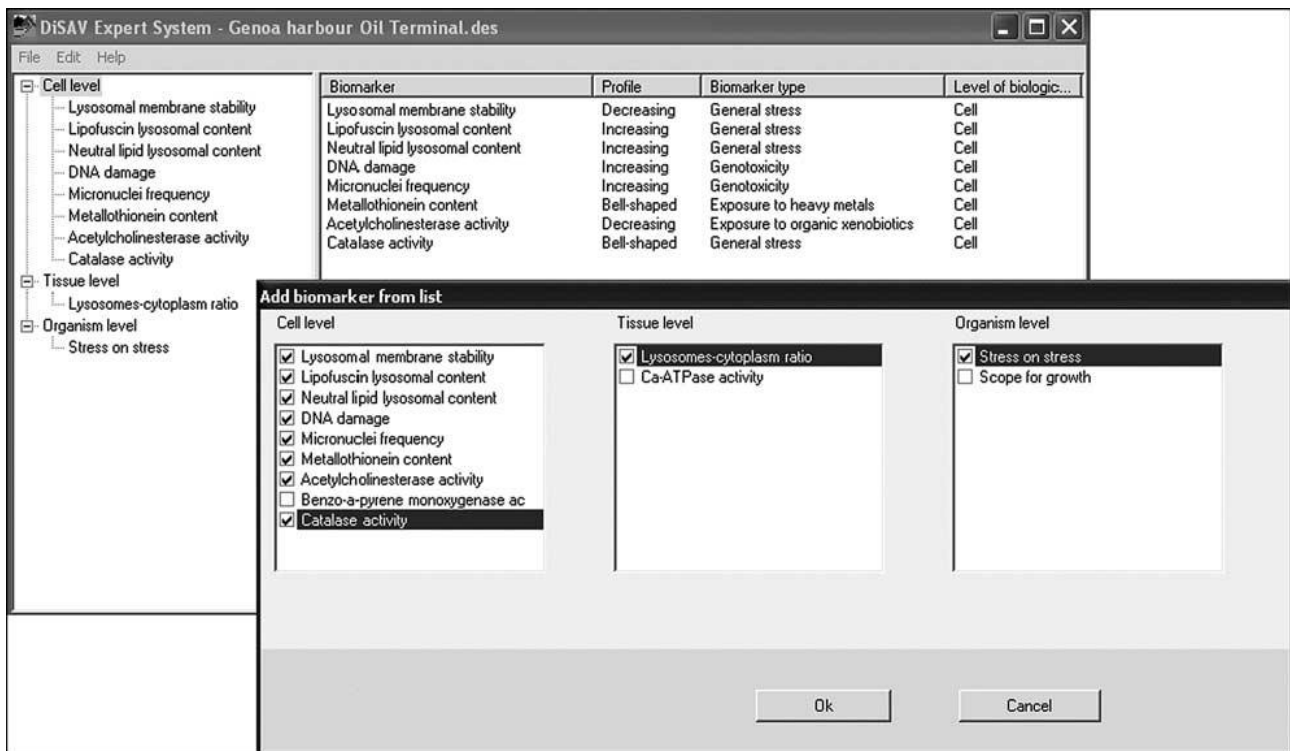 DiSAV Expert System - Genoa harbour Oil Terminal.des
File Edit Help
Cell level
Lysosomal membrane stability
Lipofuscin lysosomal content
Neutral lipid lysosomal content
DNA damage
Micronuclei frequency
Metallothionein content
Acetylcholinesterase activity
Catalase activity
Tissue level
Lysosomes-cytoplasm ratio
Organism level
Stress on stress
Biomarker Profile Biomarker type Level of biologic...
Lysosomal membrane stability Decreasing General stress Cell
Lipofuscin lysosomal content Increasing General stress Cell
Neutral lipid lysosomal content Increasing General stress Cell
DNA damage Increasing Genotoxicity Cell
Micronuclei frequency Increasing Genotoxicity Cell
Metallothionein content Bell-shaped Exposure to heavy metals Cell
Acetylcholinesterase activity Decreasing Exposure to organic xenobiotics Cell
Catalase activity Bell-shaped General stress Cell
Add biomarker from list
Cell level
Lysosomal membrane stability
Lipofuscin lysosomal content
Neutral lipid lysosomal content
DNA damage
Micronuclei frequency
Metallothionein content
Acetylcholinesterase activity
Benzo-a-pyrene monoxygenase ac
Catalase activity
Tissue level
Lysosomes-cytoplasm ratio
Ca-ATPase activity
Organism level
Stress on stress
Scope for growth
Ok
Cancel